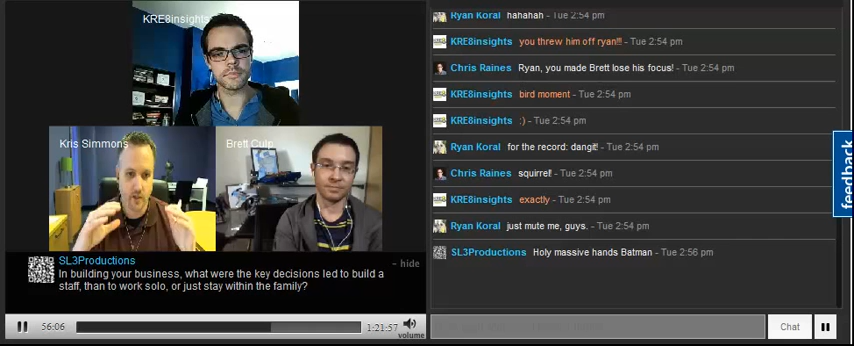 KRE8insights
Kris Simmons
Brett Culp
SL3Productions
– hide
In building your business, what were the key decisions led to build a
staff, than to work solo, or just stay within the family?
56:06
1:21:57
volume
Ryan Koral hahahah - Tue 2:54 pm
KRE8insights you threw him off ryan!!! - Tue 2:54 pm
Chris Raines Ryan, you made Brett lose his focus! - Tue 2:54 pm
KRE8insights bird moment - Tue 2:54 pm
KRE8insights :) - Tue 2:54 pm
Ryan Koral for the record: dangit! - Tue 2:54 pm
Chris Raines squirrel! - Tue 2:54 pm
KRE8insights exactly - Tue 2:54 pm
Ryan Koral just mute me, guys. - Tue 2:54 pm
SL3Productions Holy massive hands Batman - Tue 2:56 pm
Chat
feedback